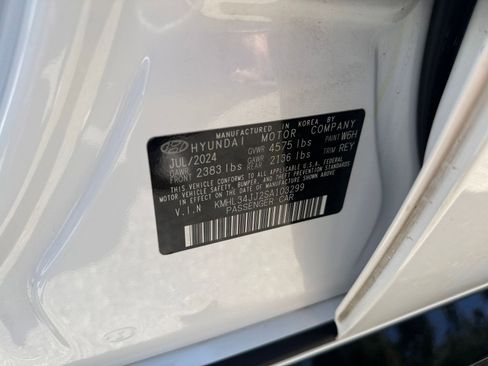 MANUFACTURED IN KOREA BY
HYUNDAI MOTOR COMPANY
JUL/2024 GVWR 4575 lbs PAINT W6H
GAWR FRONT 2383 lbs GAWR REAR 2136 lbs TRIM REY
THIS VEHICLE CONFORMS TO ALL APPLICABLE U.S.A. FEDERAL
MOTOR VEHICLE SAFETY, BUMPER, AND THEFT PREVENTION
STANDARDS IN EFFECT ON THE DATE OF MANUFACTURE SHOWN ABOVE.
V.I.N KMHL34JJ2SA103299
PASSENGER CAR